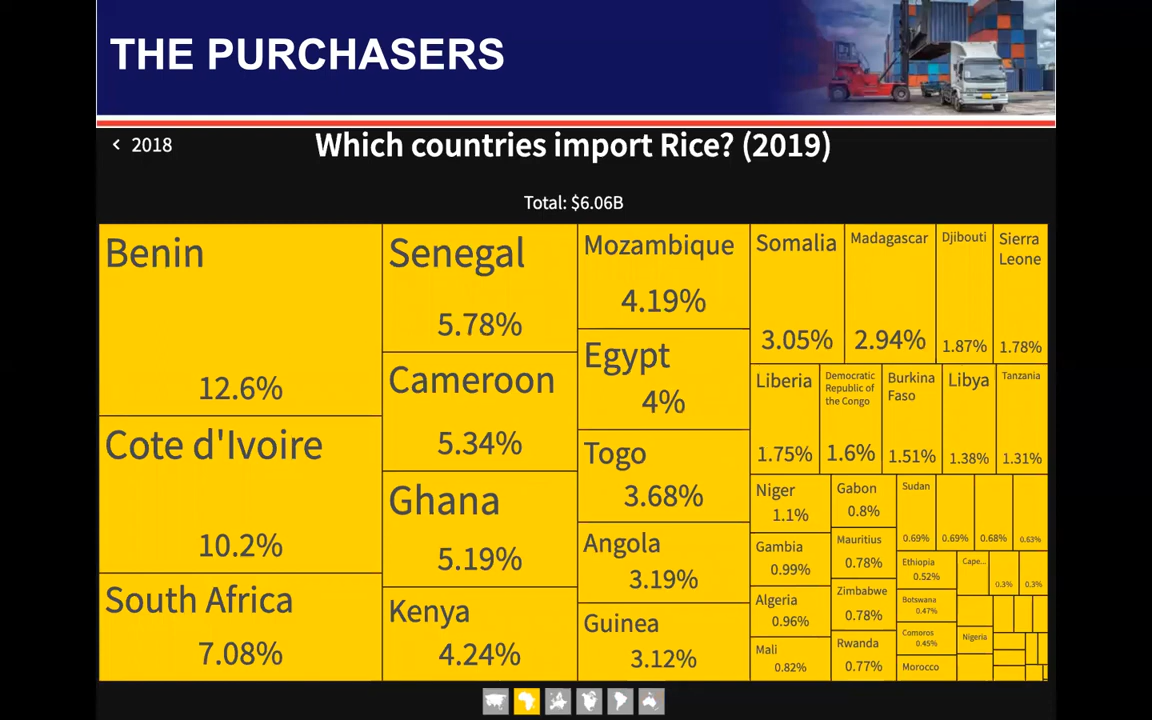 THE PURCHASERS
< 2018
Which countries import Rice? (2019)
Total: $6.06B
Benin
12.6%
Cote d'Ivoire
10.2%
South Africa
7.08%
Senegal
5.78%
Cameroon
5.34%
Ghana
5.19%
Kenya
4.24%
Mozambique
4.19%
Egypt
4%
Togo
3.68%
Angola
3.19%
Guinea
3.12%
Somalia
3.05%
Madagascar
2.94%
Djibouti
1.87%
Sierra
Leone
1.78%
Liberia
1.75%
Democratic
Republic of
the Congo
1.6%
Burkina
Faso
1.51%
Libya
1.38%
Tanzania
1.31%
Niger
1.1%
Gambia
0.99%
Algeria
0.96%
Mali
0.82%
Gabon
0.8%
Mauritius
0.78%
Zimbabwe
0.78%
Rwanda
0.77%
Sudan
0.69%
0.69%
0.68%
0.63%
Ethiopia
0.52%
Botswana
0.47%
Comoros
0.45%
Morocco
Cape...
0.3%
0.3%
Nigeria